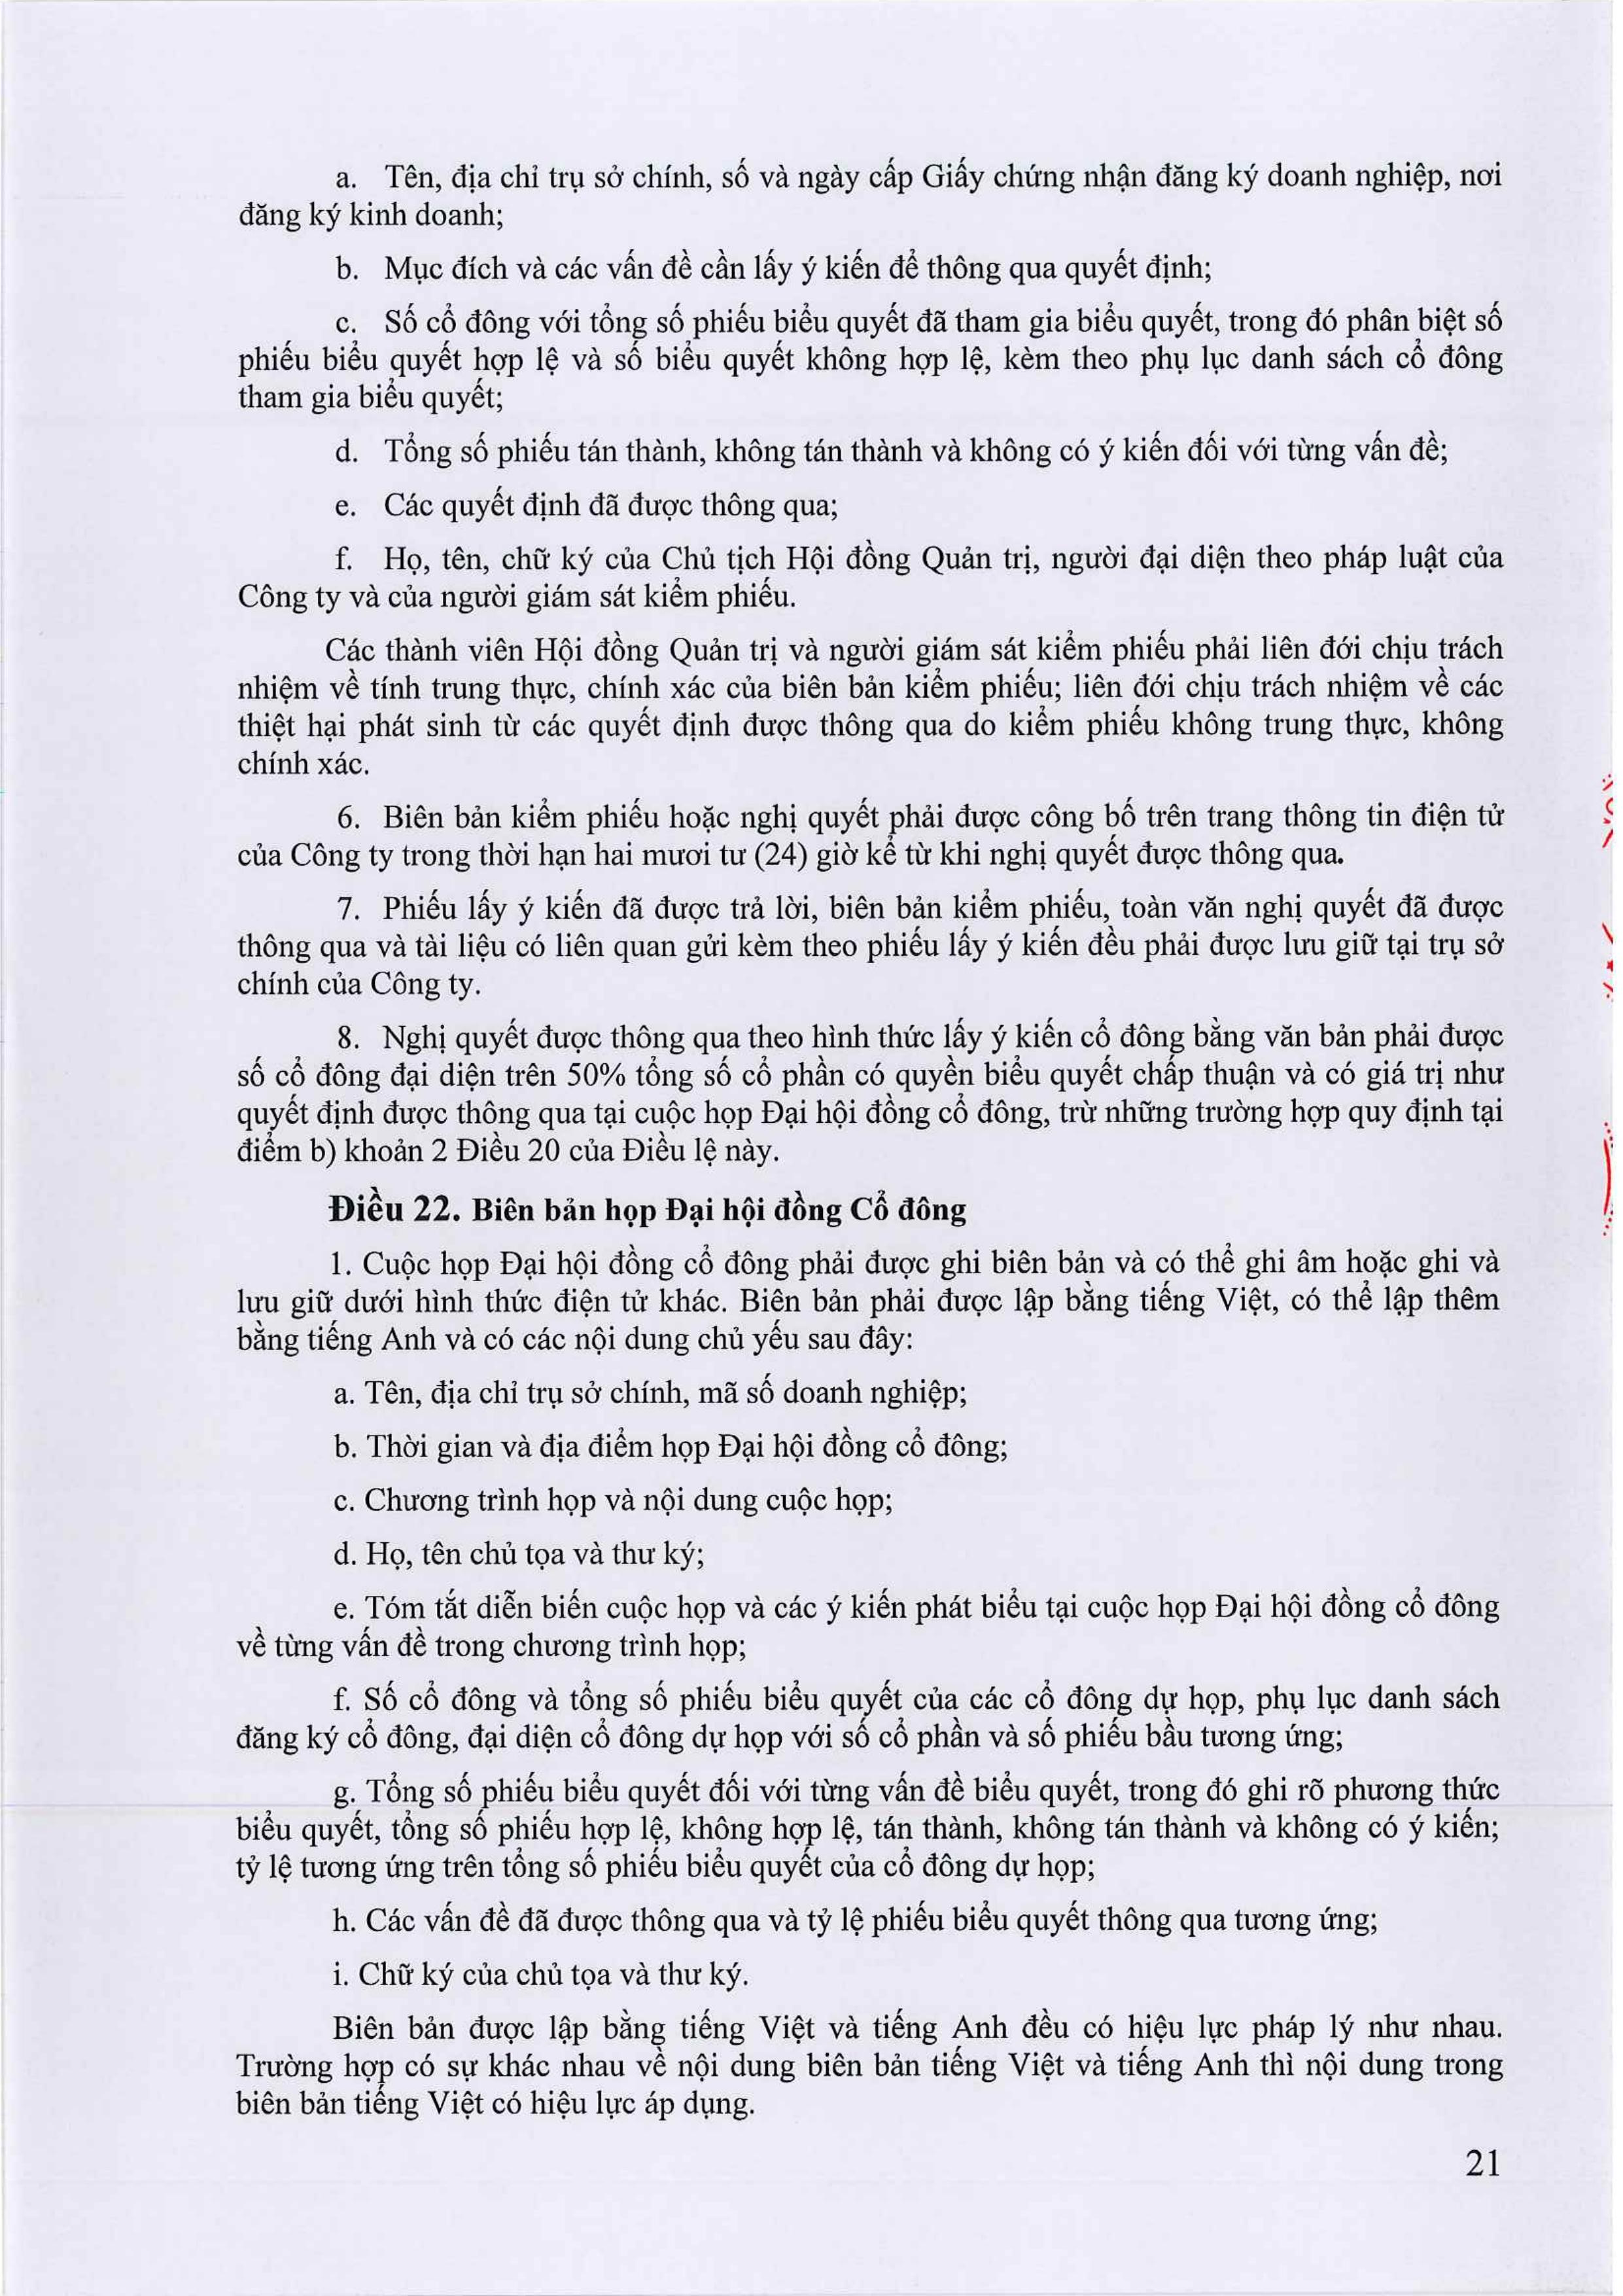 a. Tên, địa chỉ trụ sở chính, số và ngày cấp Giấy chứng nhận đăng ký doanh nghiệp, nơi
đăng ký kinh doanh;
b. Mục đích và các vấn đề cần lấy ý kiến để thông qua quyết định;
c. Số cổ đông với tổng số phiếu biểu quyết đã tham gia biểu quyết, trong đó phân biệt số
phiếu biểu quyết hợp lệ và số biểu quyết không hợp lệ, kèm theo phụ lục danh sách cổ đông
tham gia biểu quyết;
d. Tổng số phiếu tán thành, không tán thành và không có ý kiến đối với từng vấn đề;
e. Các quyết định đã được thông qua;
f. Họ, tên, chữ ký của Chủ tịch Hội đồng Quản trị, người đại diện theo pháp luật của
Công ty và của người giám sát kiểm phiếu.
Các thành viên Hội đồng Quản trị và người giám sát kiểm phiếu phải liên đới chịu trách
nhiệm về tính trung thực, chính xác của biên bản kiểm phiếu; liên đới chịu trách nhiệm về các
thiệt hại phát sinh từ các quyết định được thông qua do kiểm phiếu không trung thực, không
chính xác.
6. Biên bản kiểm phiếu hoặc nghị quyết phải được công bố trên trang thông tin điện tử
của Công ty trong thời hạn hai mươi tư (24) giờ kể từ khi nghị quyết được thông qua.
7. Phiếu lấy ý kiến đã được trả lời, biên bản kiểm phiếu, toàn văn nghị quyết đã được
thông qua và tài liệu có liên quan gửi kèm theo phiếu lấy ý kiến đều phải được lưu giữ tại trụ sở
chính của Công ty.
8. Nghị quyết được thông qua theo hình thức lấy ý kiến cổ đông bằng văn bản phải được
số cổ đông đại diện trên 50% tổng số cổ phần có quyền biểu quyết chấp thuận và có giá trị như
quyết định được thông qua tại cuộc họp Đại hội đồng cổ đông, trừ những trường hợp quy định tại
điểm b) khoản 2 Điều 20 của Điều lệ này.
Điều 22. Biên bản họp Đại hội đồng Cổ đông
1. Cuộc họp Đại hội đồng cổ đông phải được ghi biên bản và có thể ghi âm hoặc ghi và
lưu giữ dưới hình thức điện tử khác. Biên bản phải được lập bằng tiếng Việt, có thể lập thêm
bằng tiếng Anh và có các nội dung chủ yếu sau đây:
a. Tên, địa chỉ trụ sở chính, mã số doanh nghiệp;
b. Thời gian và địa điểm họp Đại hội đồng cổ đông;
c. Chương trình họp và nội dung cuộc họp;
d. Họ, tên chủ tọa và thư ký;
e. Tóm tắt diễn biến cuộc họp và các ý kiến phát biểu tại cuộc họp Đại hội đồng cổ đông
về từng vấn đề trong chương trình họp;
f. Số cổ đông và tổng số phiếu biểu quyết của các cổ đông dự họp, phụ lục danh sách
đăng ký cổ đông, đại diện cổ đông dự họp với số cổ phần và số phiếu bầu tương ứng;
g. Tổng số phiếu biểu quyết đối với từng vấn đề biểu quyết, trong đó ghi rõ phương thức
biểu quyết, tổng số phiếu hợp lệ, không hợp lệ, tán thành, không tán thành và không có ý kiến;
tỷ lệ tương ứng trên tổng số phiếu biểu quyết của cổ đông dự họp;
h. Các vấn đề đã được thông qua và tỷ lệ phiếu biểu quyết thông qua tương ứng;
i. Chữ ký của chủ tọa và thư ký.
Biên bản được lập bằng tiếng Việt và tiếng Anh đều có hiệu lực pháp lý như nhau.
Trường hợp có sự khác nhau về nội dung biên bản tiếng Việt và tiếng Anh thì nội dung trong
biên bản tiếng Việt có hiệu lực áp dụng.
21